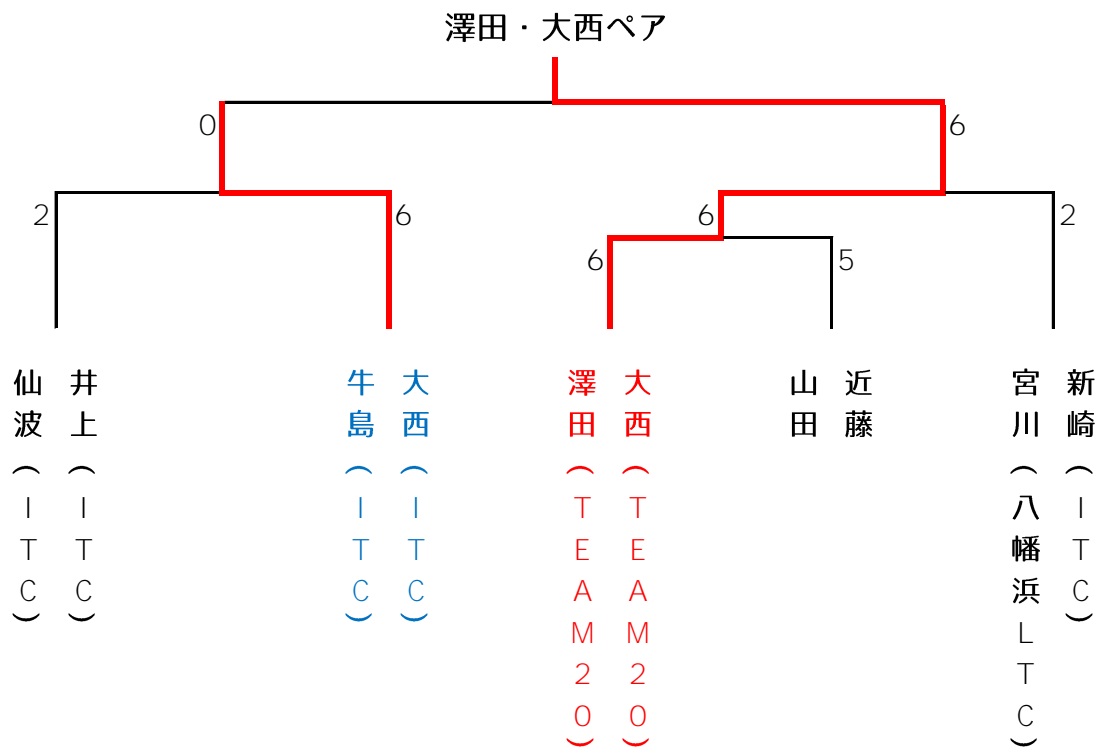 澤田・大西ペア
0
6
2
6
6
2
6
5
井上(ITC)
仙波(ITC)
大西(ITC)
牛島(ITC)
大西(TEAM20)
澤田(TEAM20)
近藤
山田
新崎(ITC)
宮川(八幡浜LTC)